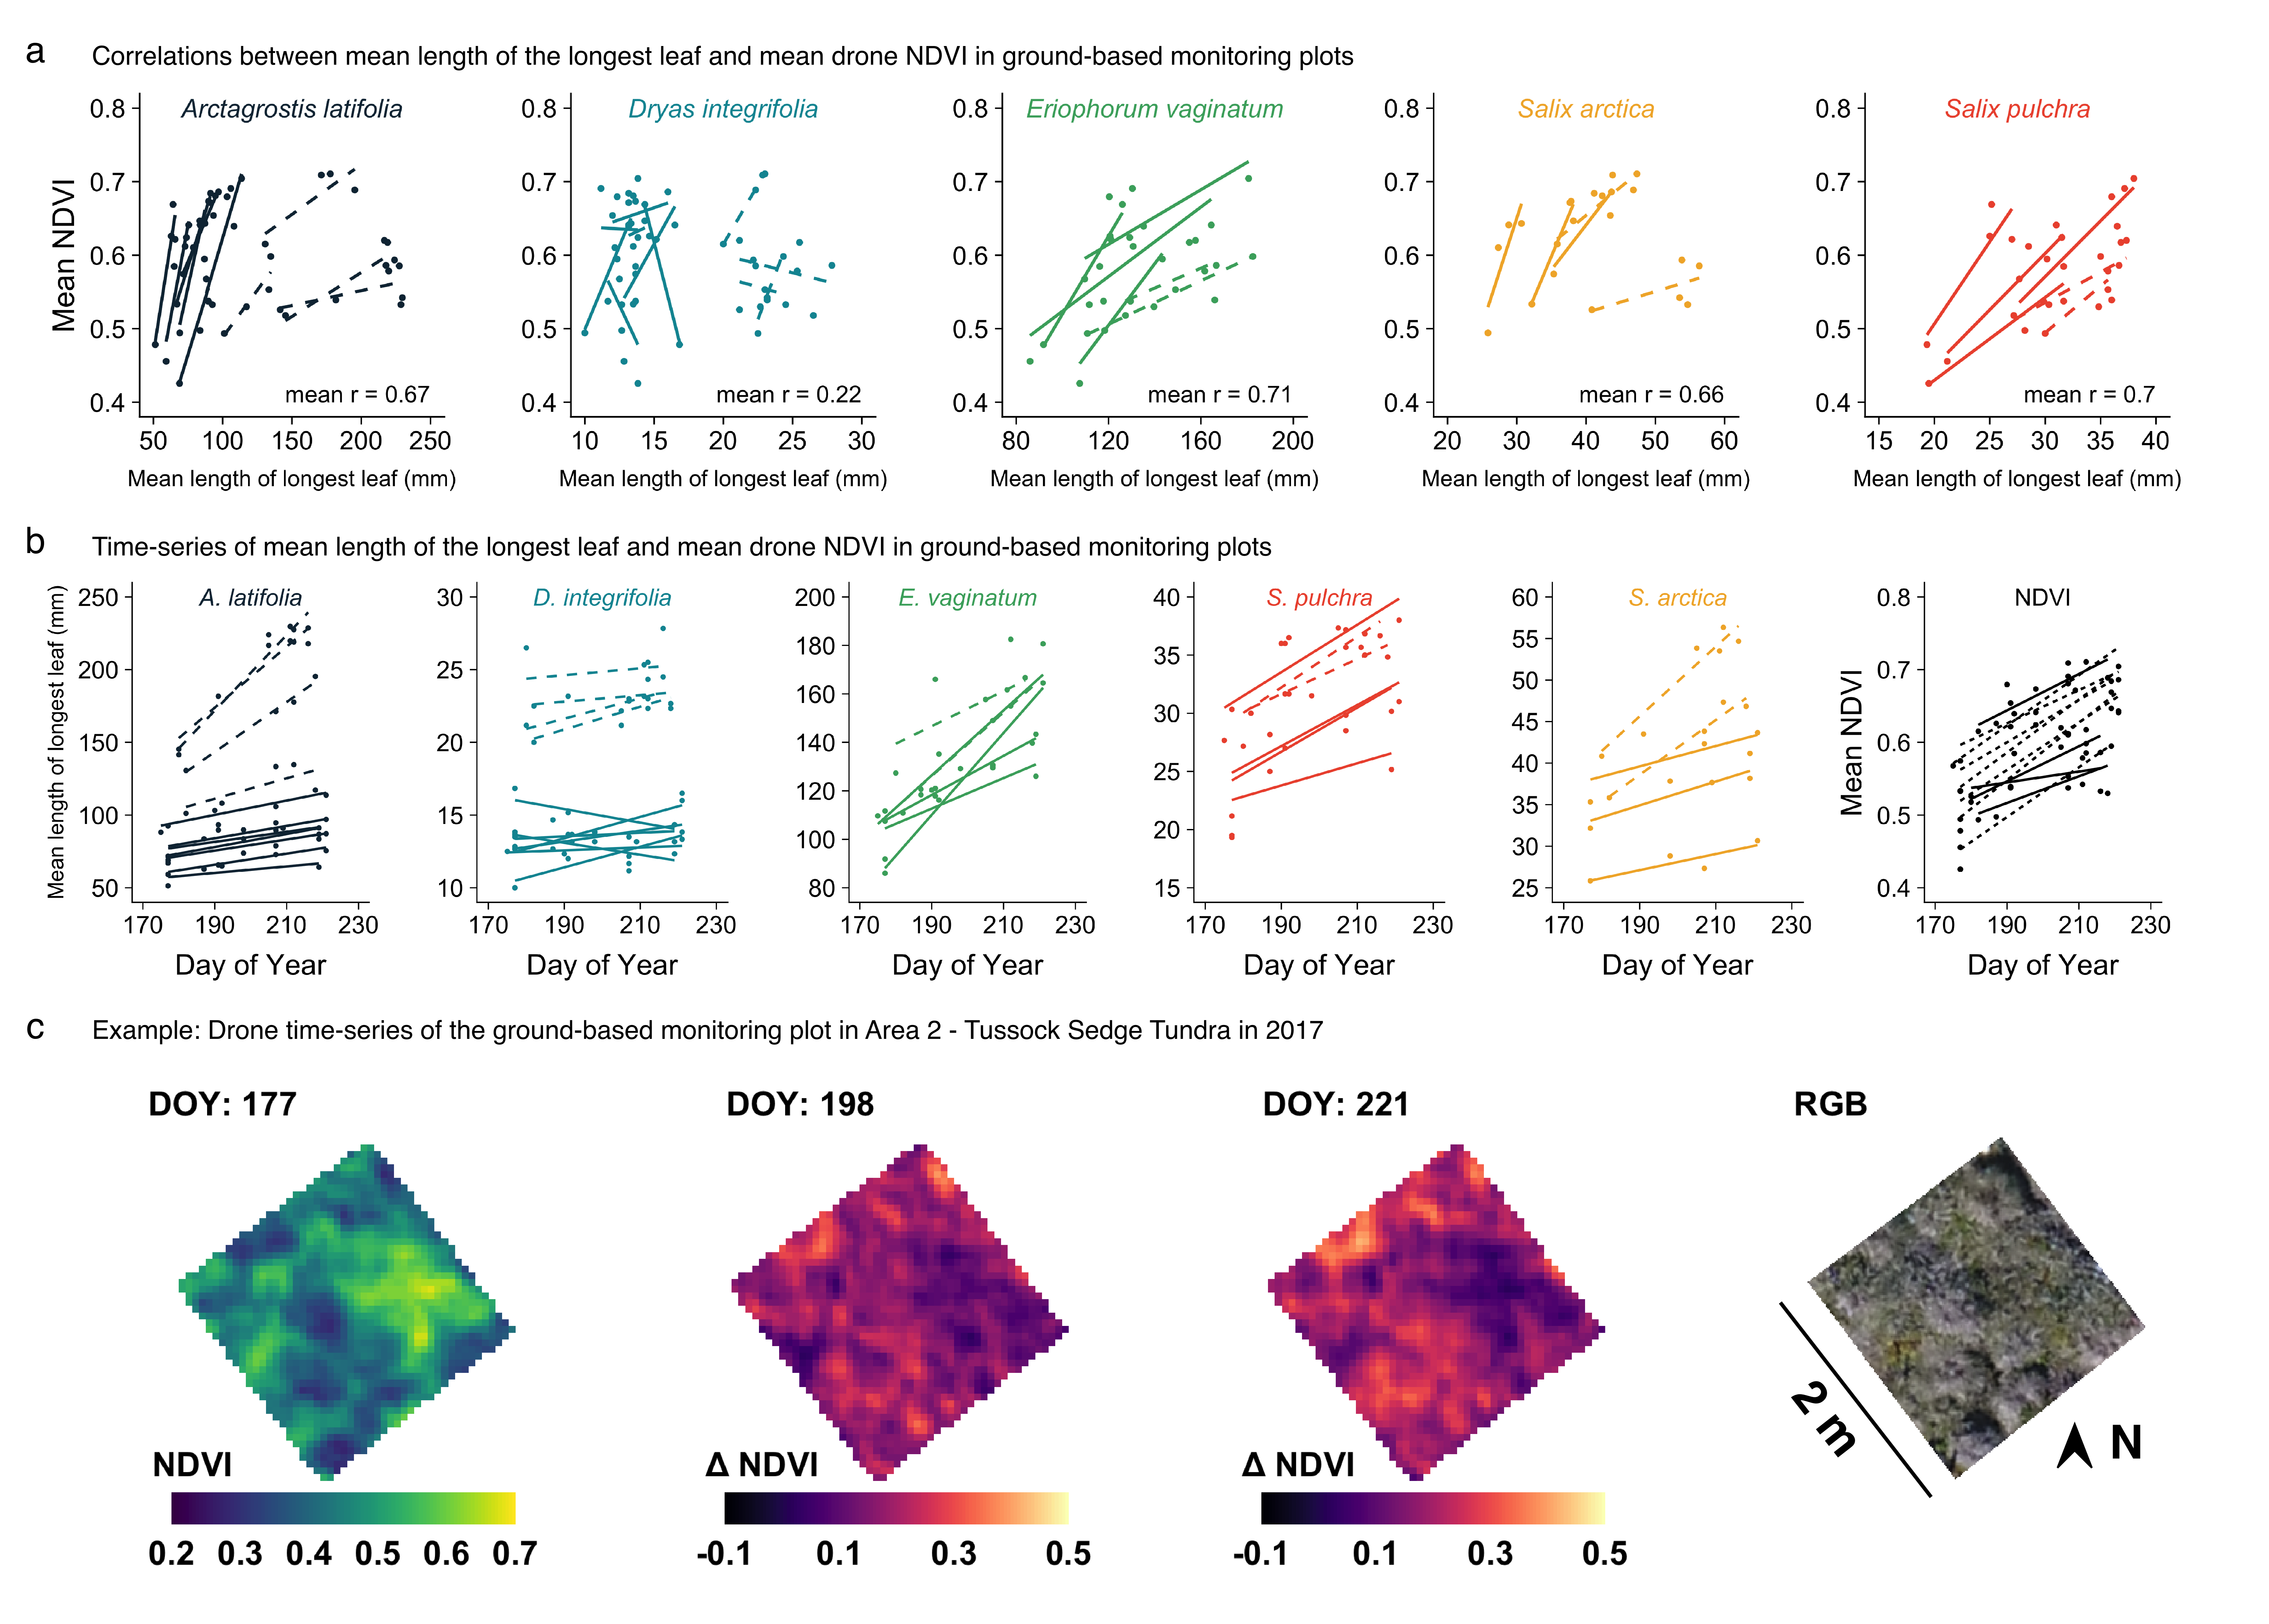 a Correlations between mean length of the longest leaf and mean drone NDVI in ground-based monitoring plots
Arctagrostis latifolia
Dryas integrifolia
Eriophorum vaginatum
Salix arctica
Salix pulchra
Mean NDVI
0.8 0.8 0.8 0.8 0.8
0.7 0.7 0.7 0.7 0.7
0.6 0.6 0.6 0.6 0.6
0.5 0.5 0.5 0.5 0.5
0.4 0.4 0.4 0.4 0.4
mean r = 0.67
mean r = 0.22
mean r = 0.71
mean r = 0.66
mean r = 0.7
50 100 150 200 250
10 15 20 25 30
80 120 160 200
20 30 40 50 60
15 20 25 30 35 40
Mean length of longest leaf (mm)
Mean length of longest leaf (mm)
Mean length of longest leaf (mm)
Mean length of longest leaf (mm)
Mean length of longest leaf (mm)
b Time-series of mean length of the longest leaf and mean drone NDVI in ground-based monitoring plots
Mean length of longest leaf (mm)
A. latifolia
250
200
150
100
50
170 190 210 230
Day of Year
D. integrifolia
30
25
20
15
10
170 190 210 230
Day of Year
E. vaginatum
200
180
160
140
120
100
80
170 190 210 230
Day of Year
S. pulchra
40
35
30
25
20
15
170 190 210 230
Day of Year
S. arctica
60
55
50
45
40
35
30
25
170 190 210 230
Day of Year
NDVI
Mean NDVI
0.8
0.7
0.6
0.5
0.4
170 190 210 230
Day of Year
c Example: Drone time-series of the ground-based monitoring plot in Area 2 - Tussock Sedge Tundra in 2017
DOY: 177
NDVI
0.2 0.3 0.4 0.5 0.6 0.7
DOY: 198
Δ NDVI
-0.1 0.1 0.3 0.5
DOY: 221
Δ NDVI
-0.1 0.1 0.3 0.5
RGB
2 m
N